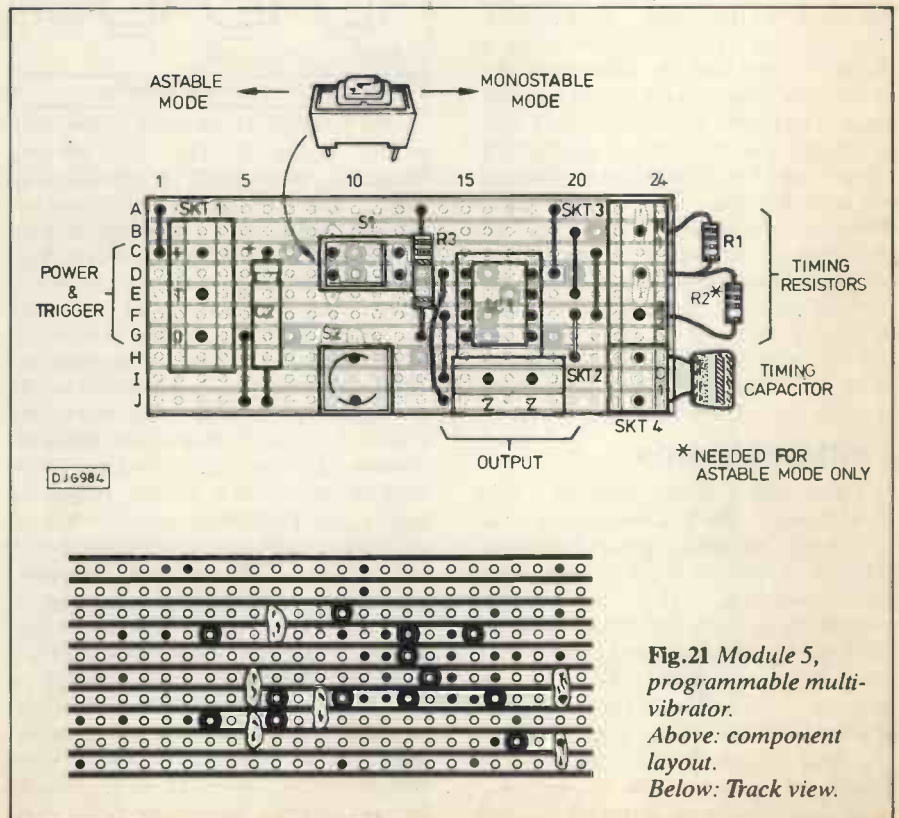 ASTABLE
MODE
MONOSTABLE
MODE
1 5 10 15 20 24
A
B
C
D
E
F
G
H
I
J
SKT 1
+
+
S1
R3
S2
SKT 3
SKT2
SKT 4
Z Z
R1
R2*
POWER
&
TRIGGER
TIMING
RESISTORS
TIMING
CAPACITOR
OUTPUT
* NEEDED FOR
ASTABLE MODE ONLY
DJG984
Fig.21 Module 5,
programmable multi-
vibrator.
Above: component
layout.
Below: Track view.